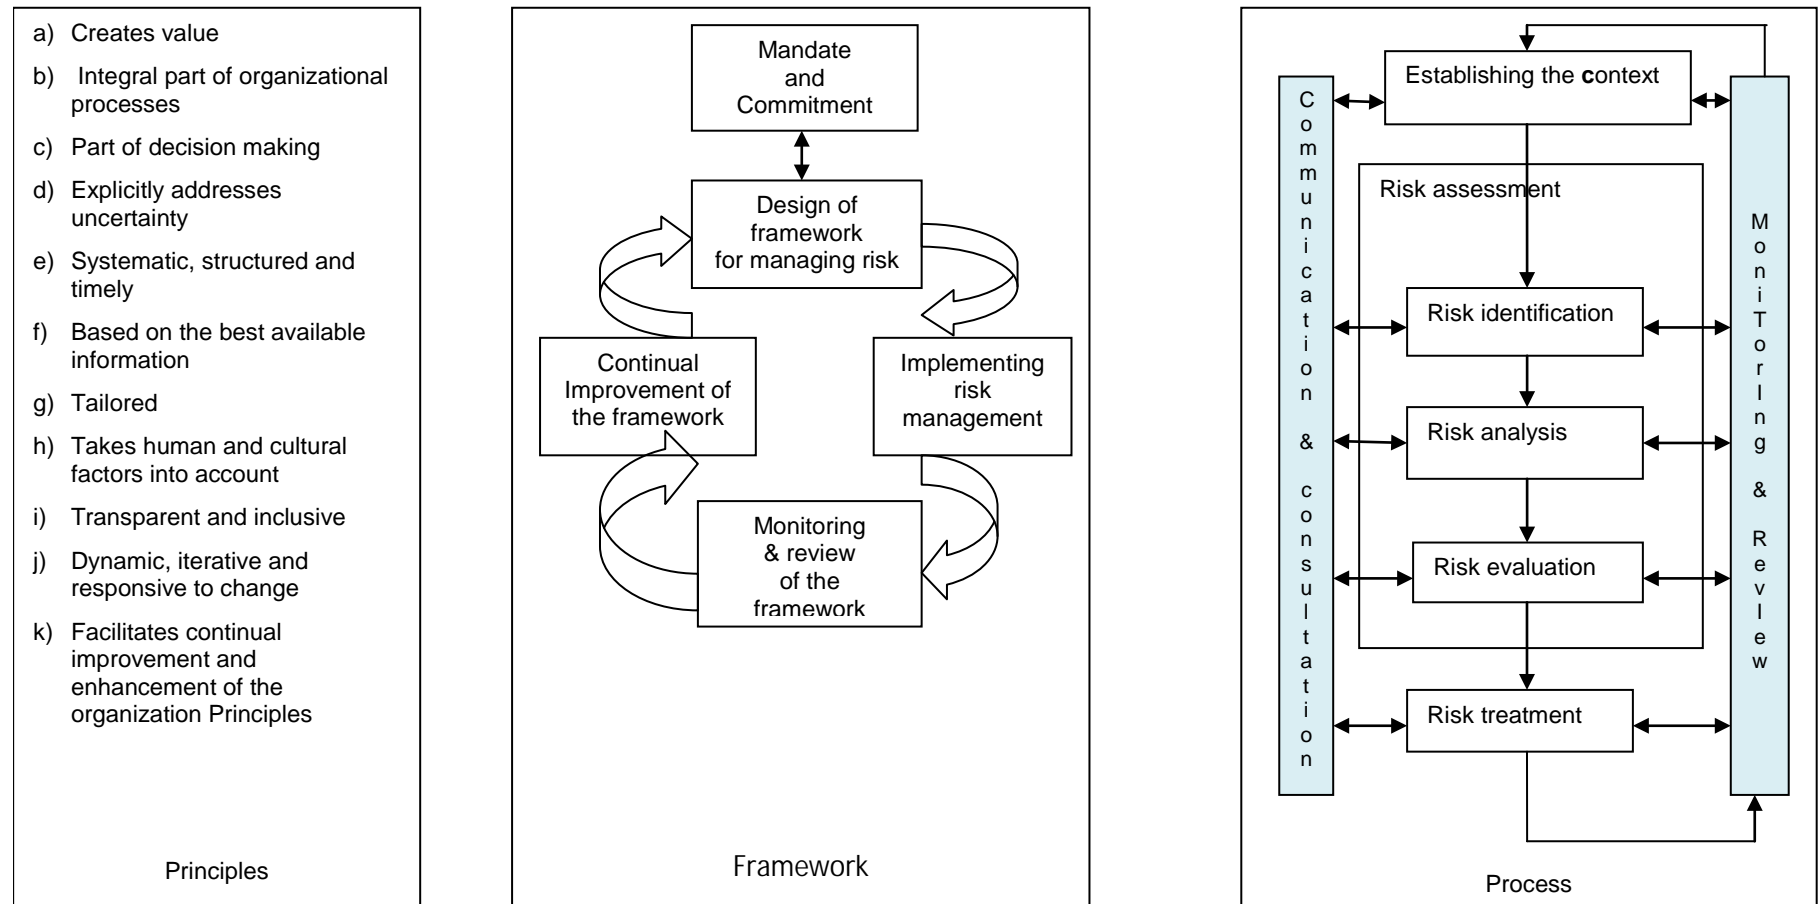 a) Creates value
b) Integral part of organizational
processes
c) Part of decision making
d) Explicitly addresses
uncertainty
e) Systematic, structured and
timely
f) Based on the best available
information
g) Tailored
h) Takes human and cultural
factors into account
i) Transparent and inclusive
j) Dynamic, iterative and
responsive to change
k) Facilitates continual
improvement and
enhancement of the
organization Principles
Principles
Mandate
and
Commitment
Design of
framework
for managing risk
Continual
Improvement of
the framework
Implementing
risk
management
Monitoring
& review
of the
framework
Framework
Communication & consultation
Establishing the context
Risk assessment
Risk identification
Risk analysis
Risk evaluation
Risk treatment
MoniTorIng & RevIew
Process